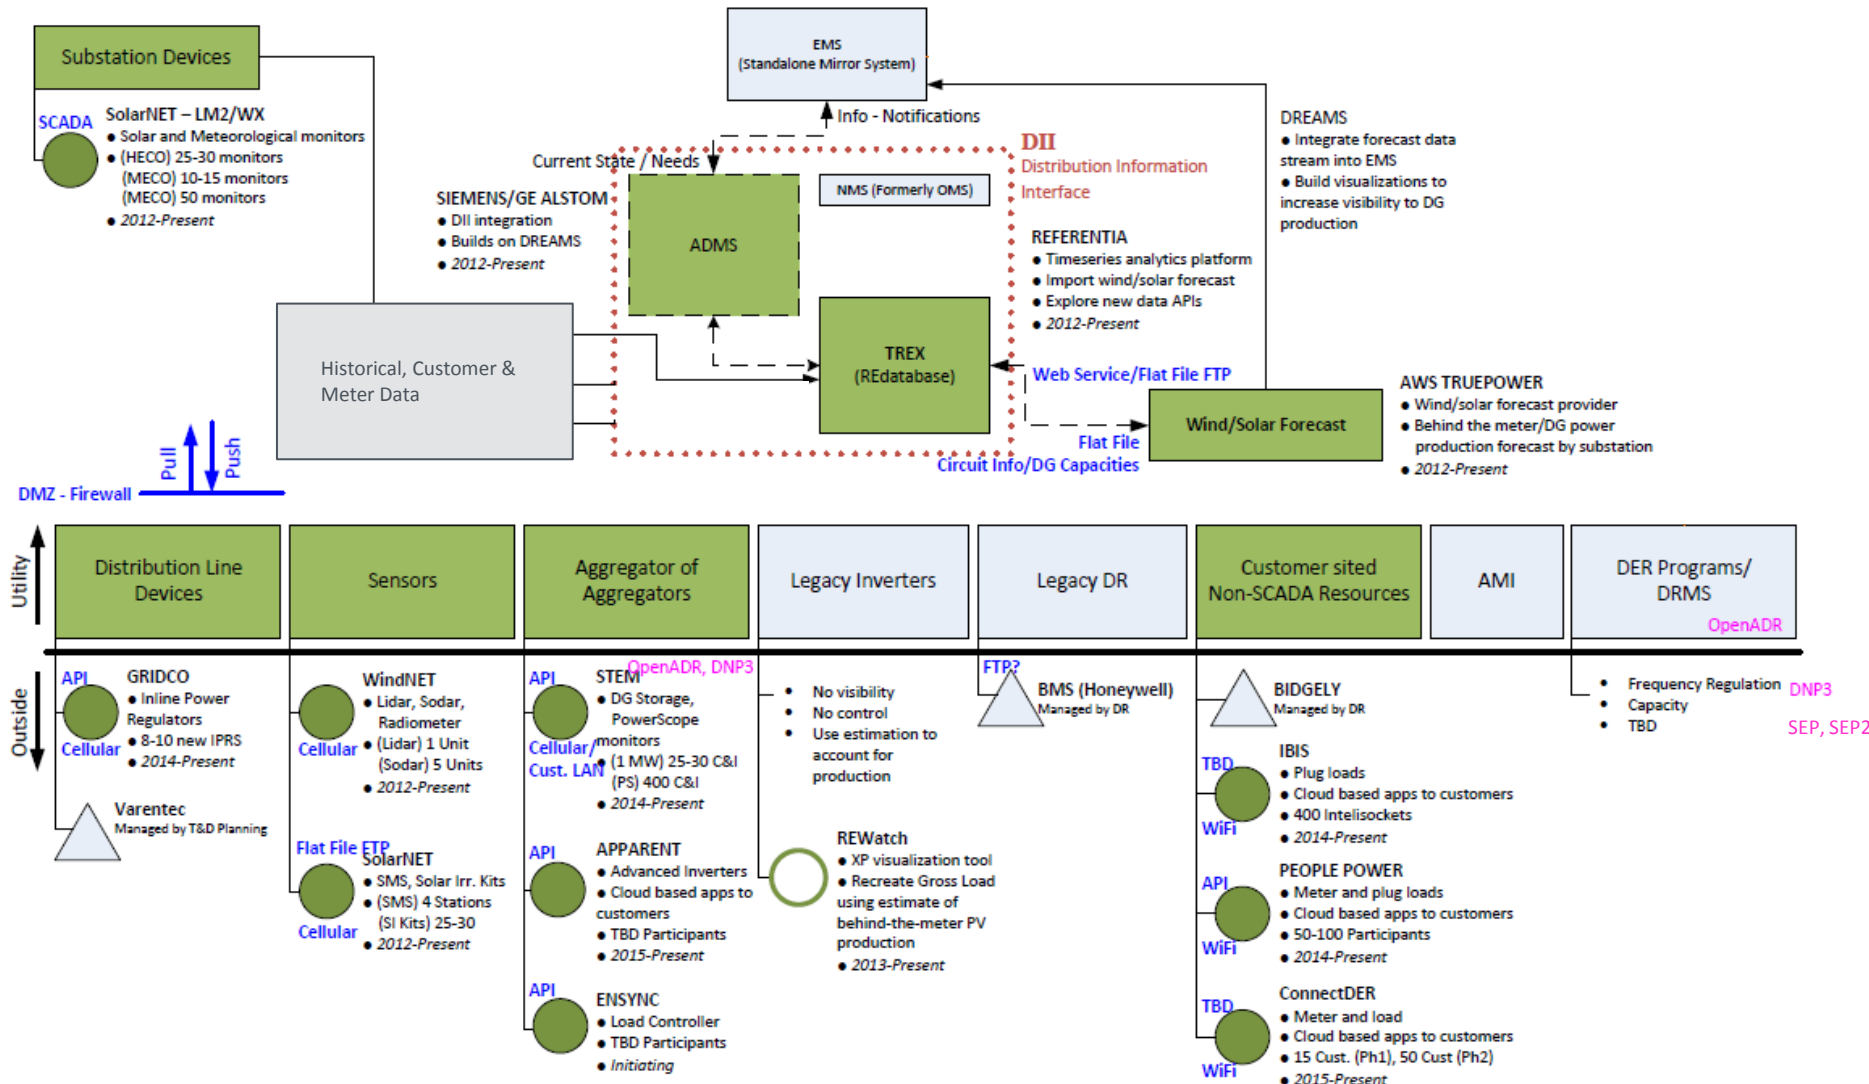 Substation Devices
SCADA
SolarNET – LM2/WX
● Solar and Meteorological monitors
● (HECO) 25-30 monitors
(MECO) 10-15 monitors
(MECO) 50 monitors
● 2012-Present
EMS
(Standalone Mirror System)
Info - Notifications
Current State / Needs
DII
Distribution Information
Interface
SIEMENS/GE ALSTOM
● DII integration
● Builds on DREAMS
● 2012-Present
ADMS
NMS (Formerly OMS)
TREX
(REdatabase)
DREAMS
● Integrate forecast data
stream into EMS
● Build visualizations to
increase visibility to DG
production
REFERENTIA
● Timeseries analytics platform
● Import wind/solar forecast
● Explore new data APIs
● 2012-Present
Historical, Customer &
Meter Data
Web Service/Flat File FTP
Flat File
Circuit Info/DG Capacities
Wind/Solar Forecast
AWS TRUEPOWER
● Wind/solar forecast provider
● Behind the meter/DG power
production forecast by substation
● 2012-Present
Pull
Push
DMZ - Firewall
Utility
Outside
Distribution Line
Devices
Sensors
Aggregator of
Aggregators
Legacy Inverters
Legacy DR
Customer sited
Non-SCADA Resources
AMI
DER Programs/
DRMS
OpenADR
API
Cellular
GRIDCO
● Inline Power
Regulators
● 8-10 new IPRS
● 2014-Present
Varentec
Managed by T&D Planning
WindNET
● Lidar, Sodar,
Radiometer
● (Lidar) 1 Unit
(Sodar) 5 Units
● 2012-Present
Cellular
Flat File FTP
SolarNET
● SMS, Solar Irr. Kits
● (SMS) 4 Stations
(SI Kits) 25-30
● 2012-Present
Cellular
OpenADR, DNP3
API
STEM
● DG Storage,
PowerScope
monitors
● (1 MW) 25-30 C&I
(PS) 400 C&I
● 2014-Present
Cellular/
Cust. LAN
API
APPARENT
● Advanced Inverters
● Cloud based apps to
customers
● TBD Participants
● 2015-Present
API
ENSYNC
● Load Controller
● TBD Participants
● Initiating
• No visibility
• No control
• Use estimation to
account for
production
REWatch
● XP visualization tool
● Recreate Gross Load
using estimate of
behind-the-meter PV
production
● 2013-Present
FTP?
BMS (Honeywell)
Managed by DR
BIDGELY
Managed by DR
TBD
WiFi
IBIS
● Plug loads
● Cloud based apps to customers
● 400 Intelisockets
● 2014-Present
API
WiFi
PEOPLE POWER
● Meter and plug loads
● Cloud based apps to customers
● 50-100 Participants
● 2014-Present
TBD
WiFi
ConnectDER
● Meter and load
● Cloud based apps to customers
● 15 Cust. (Ph1), 50 Cust (Ph2)
● 2015-Present
• Frequency Regulation
• Capacity
• TBD
DNP3
SEP, SEP2